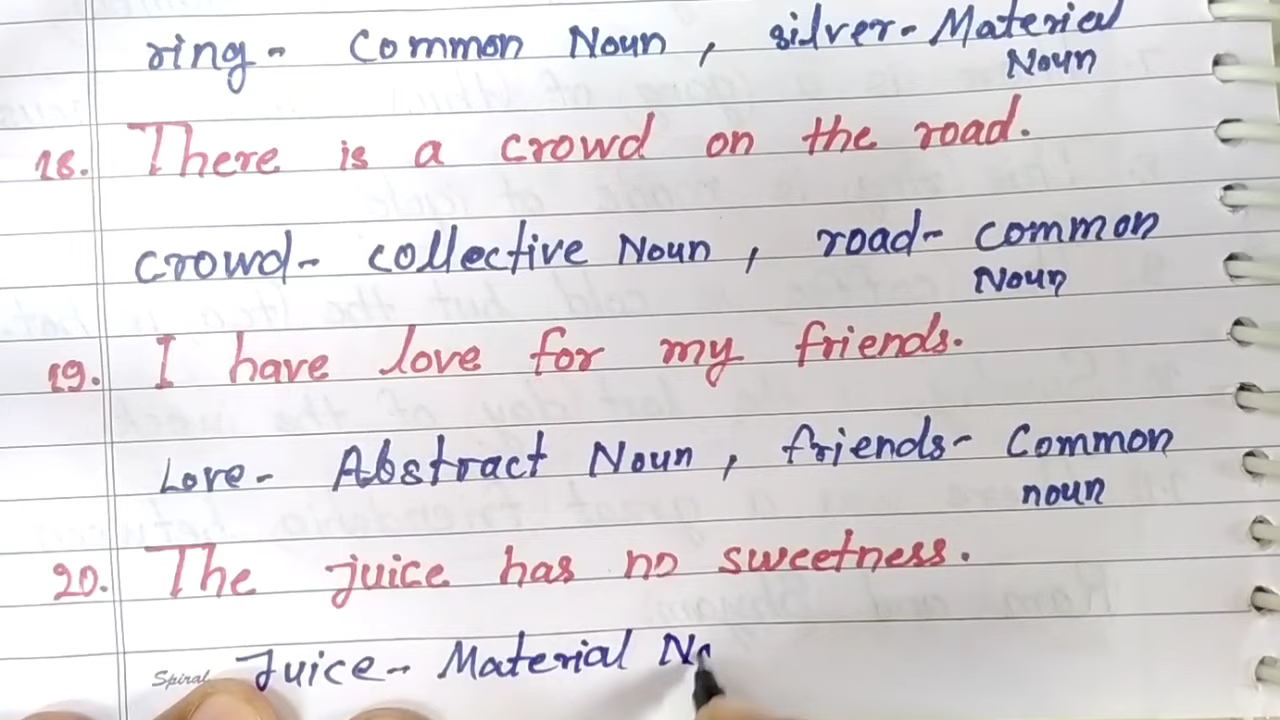 ring- Common Noun, silver- Material
Noun
18. There is a crowd on the road.
crowd- collective Noun, road- common
Noun
19. I have love for my friends.
Love- Abstract Noun, friends- Common
noun
20. The juice has no sweetness.
Spiral Juice- Material No